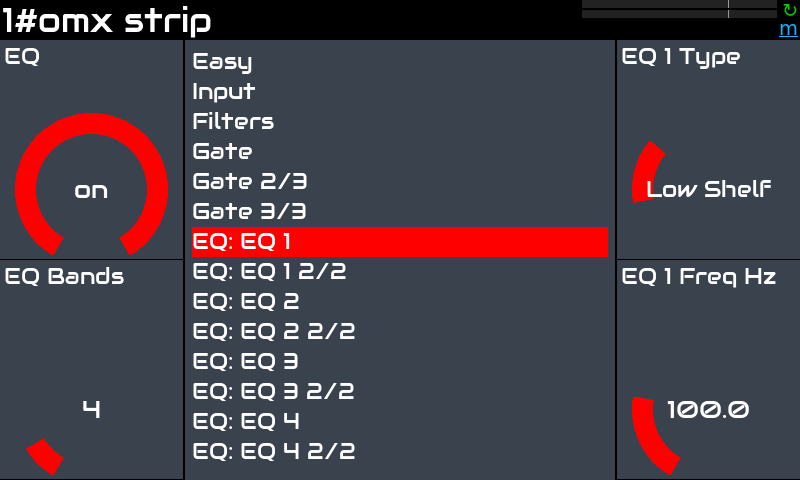 1#omx strip
m
EQ
on
EQ Bands
4
Easy
Input
Filters
Gate
Gate 2/3
Gate 3/3
EQ: EQ 1
EQ: EQ 1 2/2
EQ: EQ 2
EQ: EQ 2 2/2
EQ: EQ 3
EQ: EQ 3 2/2
EQ: EQ 4
EQ: EQ 4 2/2
EQ 1 Type
Low Shelf
EQ 1 Freq Hz
100.0